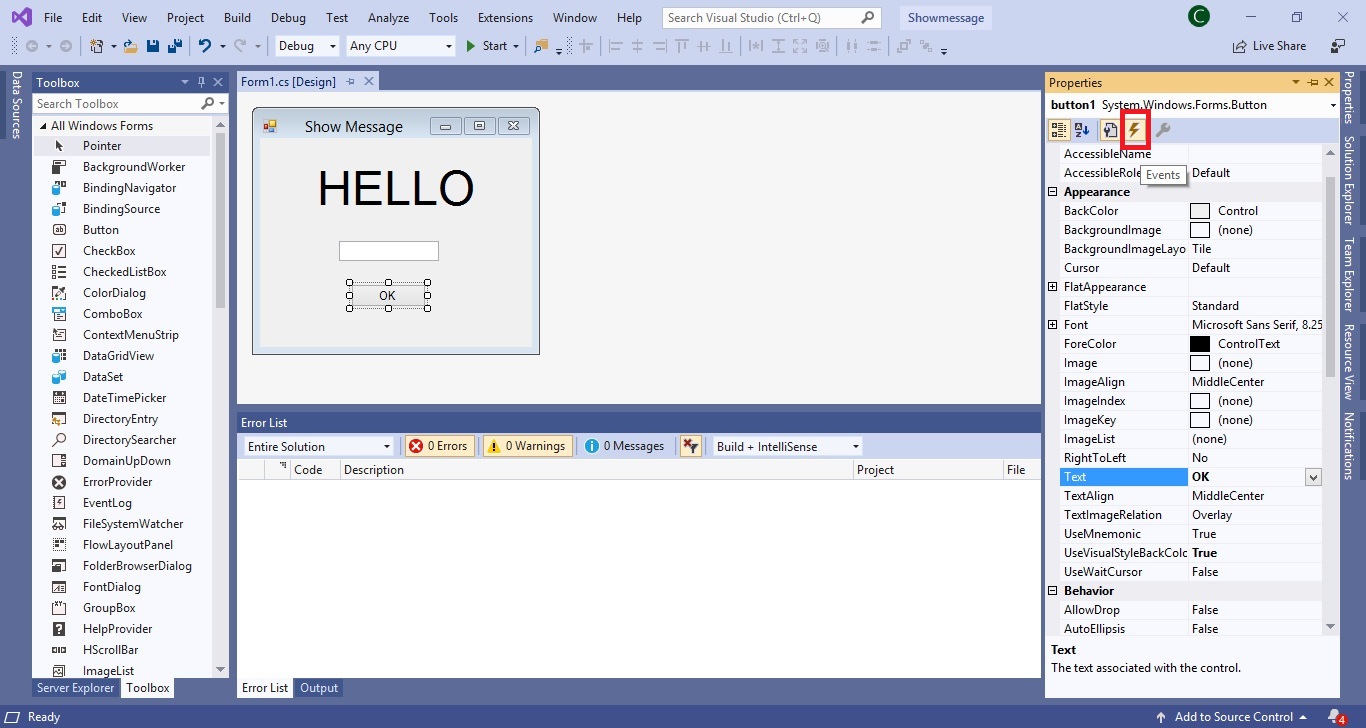 File Edit View Project Build Debug Test Analyze Tools Extensions Window Help Search Visual Studio (Ctrl+Q) Showmessage C
Debug Any CPU Start Live Share
Data Sources
Toolbox
Search Toolbox
All Windows Forms
Pointer
BackgroundWorker
BindingNavigator
BindingSource
Button
CheckBox
CheckedListBox
ColorDialog
ComboBox
ContextMenuStrip
DataGridView
DataSet
DateTimePicker
DirectoryEntry
DirectorySearcher
DomainUpDown
ErrorProvider
EventLog
FileSystemWatcher
FlowLayoutPanel
FolderBrowserDialog
FontDialog
GroupBox
HelpProvider
HScrollBar
ImageList
Server Explorer Toolbox
Form1.cs [Design]
Show Message
HELLO
OK
Error List
Entire Solution 0 Errors 0 Warnings 0 Messages Build + IntelliSense
Code Description Project File
Error List Output
Properties
button1 System.Windows.Forms.Button
AccessibleName
AccessibleRole Default
Events
Appearance
BackColor Control
BackgroundImage (none)
BackgroundImageLayo Tile
Cursor Default
FlatAppearance
FlatStyle Standard
Font Microsoft Sans Serif, 8.25
ForeColor ControlText
Image (none)
ImageAlign MiddleCenter
ImageIndex (none)
ImageKey (none)
ImageList (none)
RightToLeft No
Text OK
TextAlign MiddleCenter
TextImageRelation Overlay
UseMnemonic True
UseVisualStyleBackColc True
UseWaitCursor False
Behavior
AllowDrop False
AutoEllipsis False
Text
The text associated with the control.
Properties
Solution Explorer
Team Explorer
Resource View
Notifications
Ready Add to Source Control 4